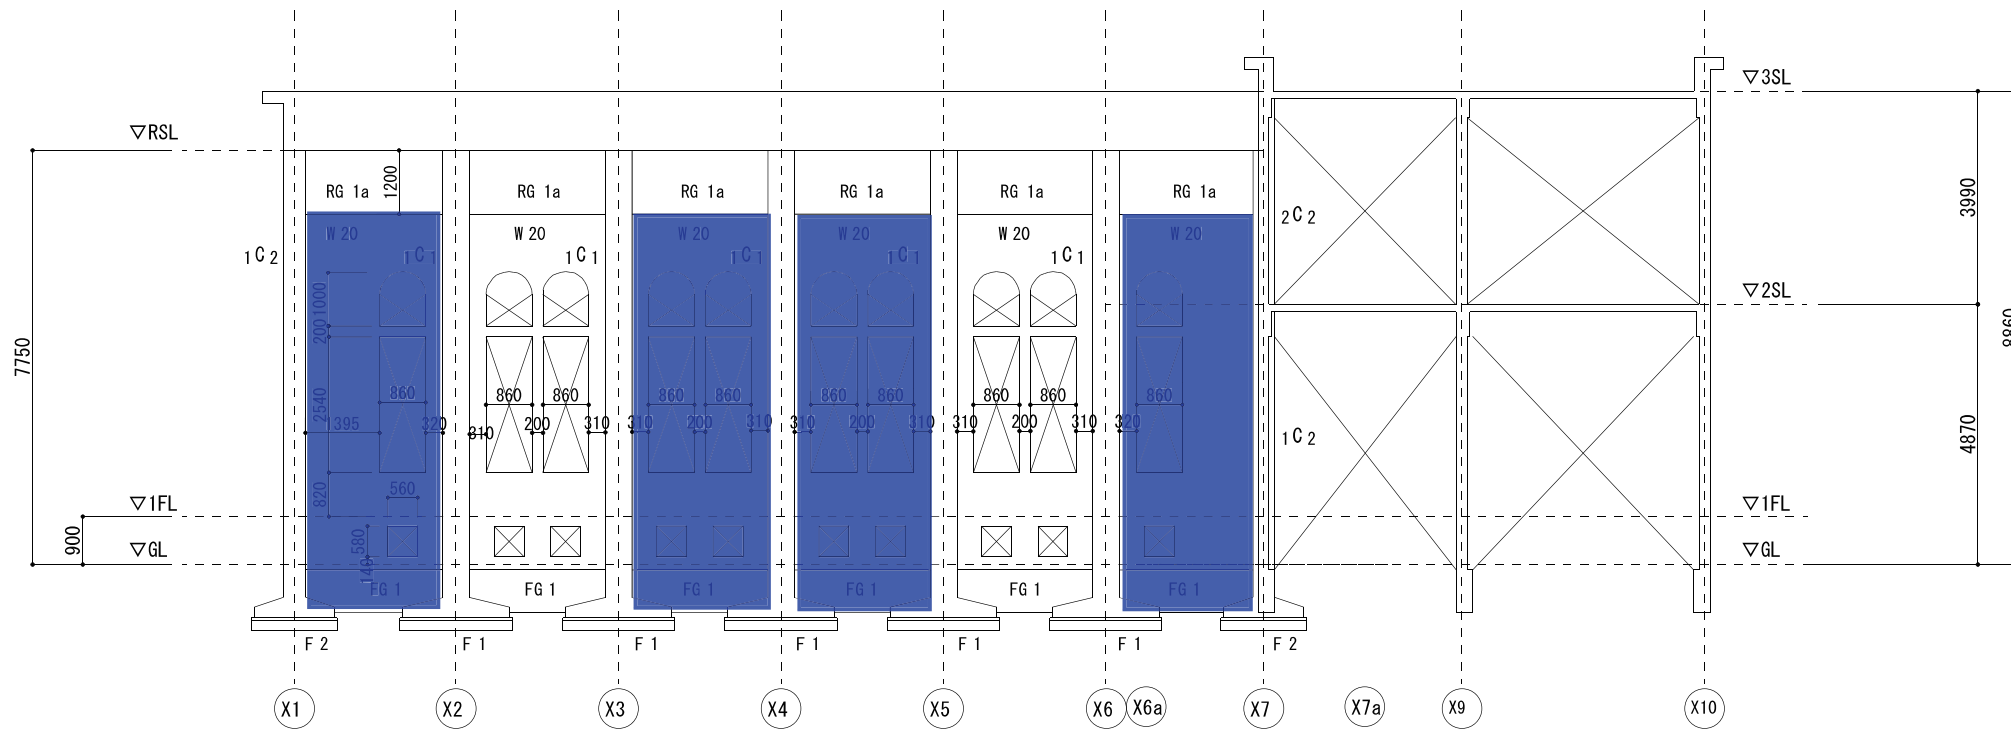 ▽3SL
▽RSL
1200
RG 1a
RG 1a
RG 1a
RG 1a
RG 1a
RG 1a
3990
W 20
W 20
W 20
W 20
W 20
W 20
2C2
1C2
1C1
1C1
1C1
1C1
1C1
▽2SL
1000
200
7750
8860
2540
860
860
860
860
860
860
860
860
860
860
1395
320
310
200
310
310
200
310
310
200
310
310
200
310
320
1C2
4870
820
560
▽1FL
▽1FL
900
580
▽GL
▽GL
140
FG 1
FG 1
FG 1
FG 1
FG 1
FG 1
F 2
F 1
F 1
F 1
F 1
F 1
F 2
X1
X2
X3
X4
X5
X6
X6a
X7
X7a
X9
X10